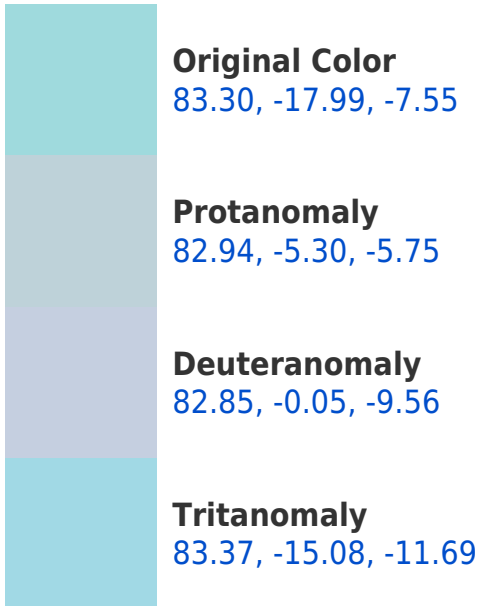 Original Color
83.30, -17.99, -7.55
Protanomaly
82.94, -5.30, -5.75
Deuteranomaly
82.85, -0.05, -9.56
Tritanomaly
83.37, -15.08, -11.69